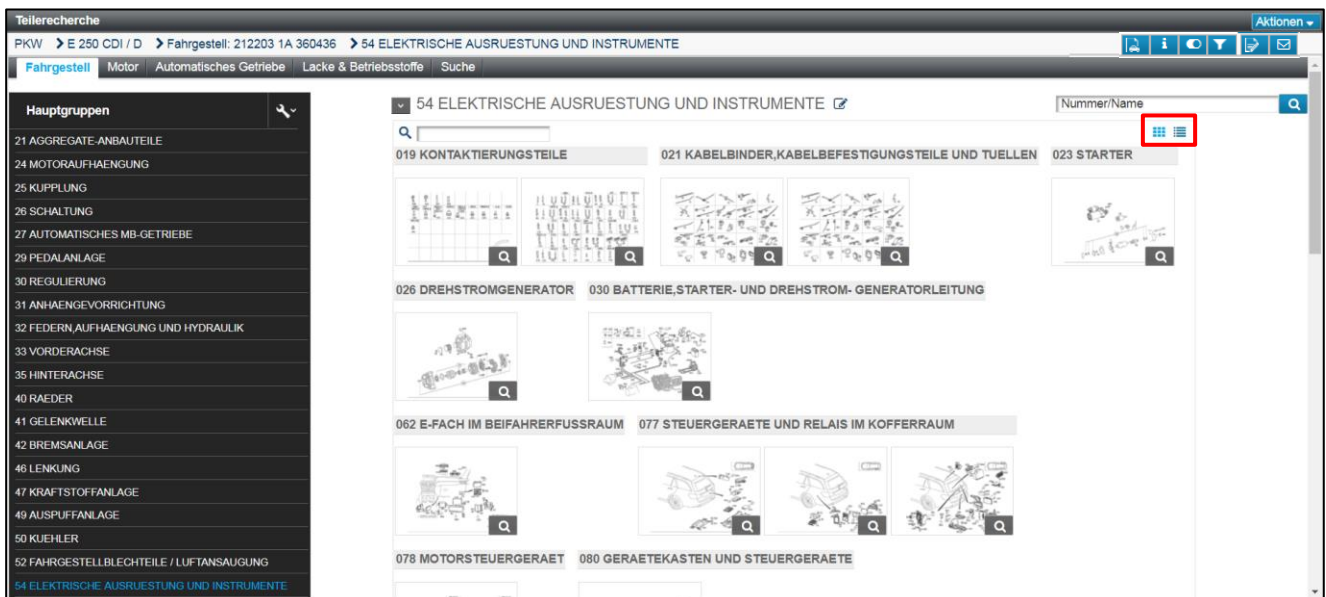 Teilerecherche
Aktionen
PKW E 250 CDI / D Fahrgestell: 212203 1A 360436 54 ELEKTRISCHE AUSRUESTUNG UND INSTRUMENTE
Fahrgestell Motor Automatisches Getriebe Lacke & Betriebsstoffe Suche
Hauptgruppen
21 AGGREGATE-ANBAUTEILE
24 MOTORAUFHAENGUNG
25 KUPPLUNG
26 SCHALTUNG
27 AUTOMATISCHES MB-GETRIEBE
29 PEDALANLAGE
30 REGULIERUNG
31 ANHAENGEVORRICHTUNG
32 FEDERN,AUFHAENGUNG UND HYDRAULIK
33 VORDERACHSE
35 HINTERACHSE
40 RAEDER
41 GELENKWELLE
42 BREMSANLAGE
46 LENKUNG
47 KRAFTSTOFFANLAGE
49 AUSPUFFANLAGE
50 KUEHLER
52 FAHRGESTELLBLECHTEILE / LUFTANSAUGUNG
54 ELEKTRISCHE AUSRUESTUNG UND INSTRUMENTE
54 ELEKTRISCHE AUSRUESTUNG UND INSTRUMENTE
Nummer/Name
019 KONTAKTIERUNGSTEILE
021 KABELBINDER,KABELBEFESTIGUNGSTEILE UND TUELLEN
023 STARTER
026 DREHSTROMGENERATOR
030 BATTERIE,STARTER- UND DREHSTROM- GENERATORLEITUNG
062 E-FACH IM BEIFAHRERFUSSRAUM
077 STEUERGERAETE UND RELAIS IM KOFFERRAUM
078 MOTORSTEUERGERAET
080 GERAETEKASTEN UND STEUERGERAETE